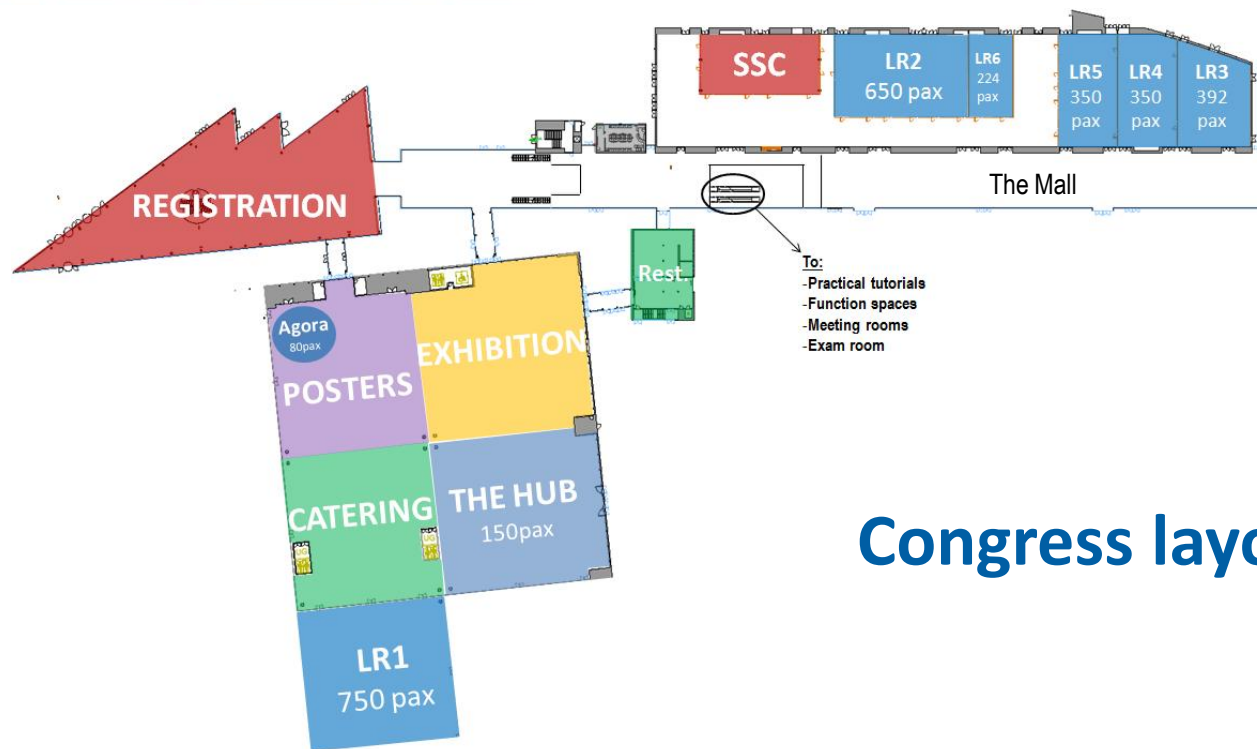 SSC
LR2
650 pax
LR6
224
pax
LR5
350
pax
LR4
350
pax
LR3
392
pax
REGISTRATION
The Mall
Rest.
To:
-Practical tutorials
-Function spaces
-Meeting rooms
-Exam room
Agora
80pax
POSTERS
EXHIBITION
CATERING
THE HUB
150pax
UG
UG
Congress layo
LR1
750 pax